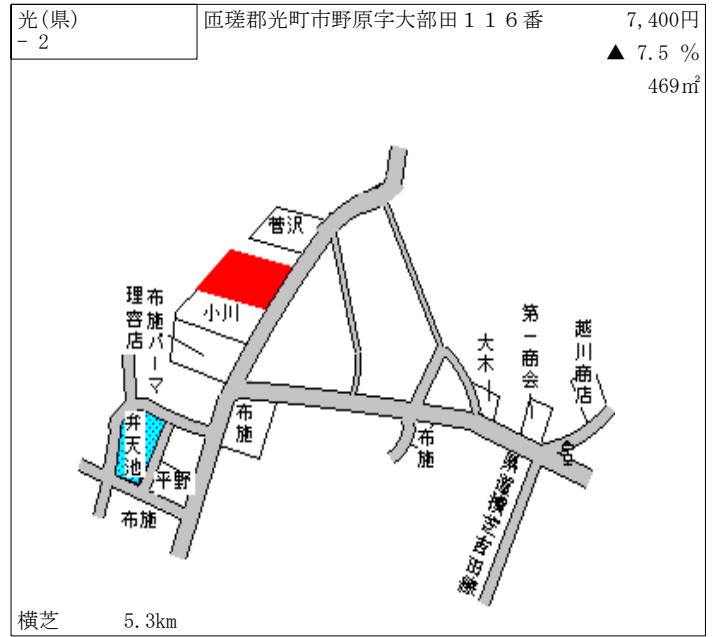 光(県)
- 2
匝瑳郡光町市野原字大部田１１６番
7,400円
▲ 7.5 %
469㎡
菅沢
小川
布施パーマ
理容店
第一商会
越川商店
大木
布施
布施
弁天池
平野
布施
県道横芝吉田線
横芝 5.3km